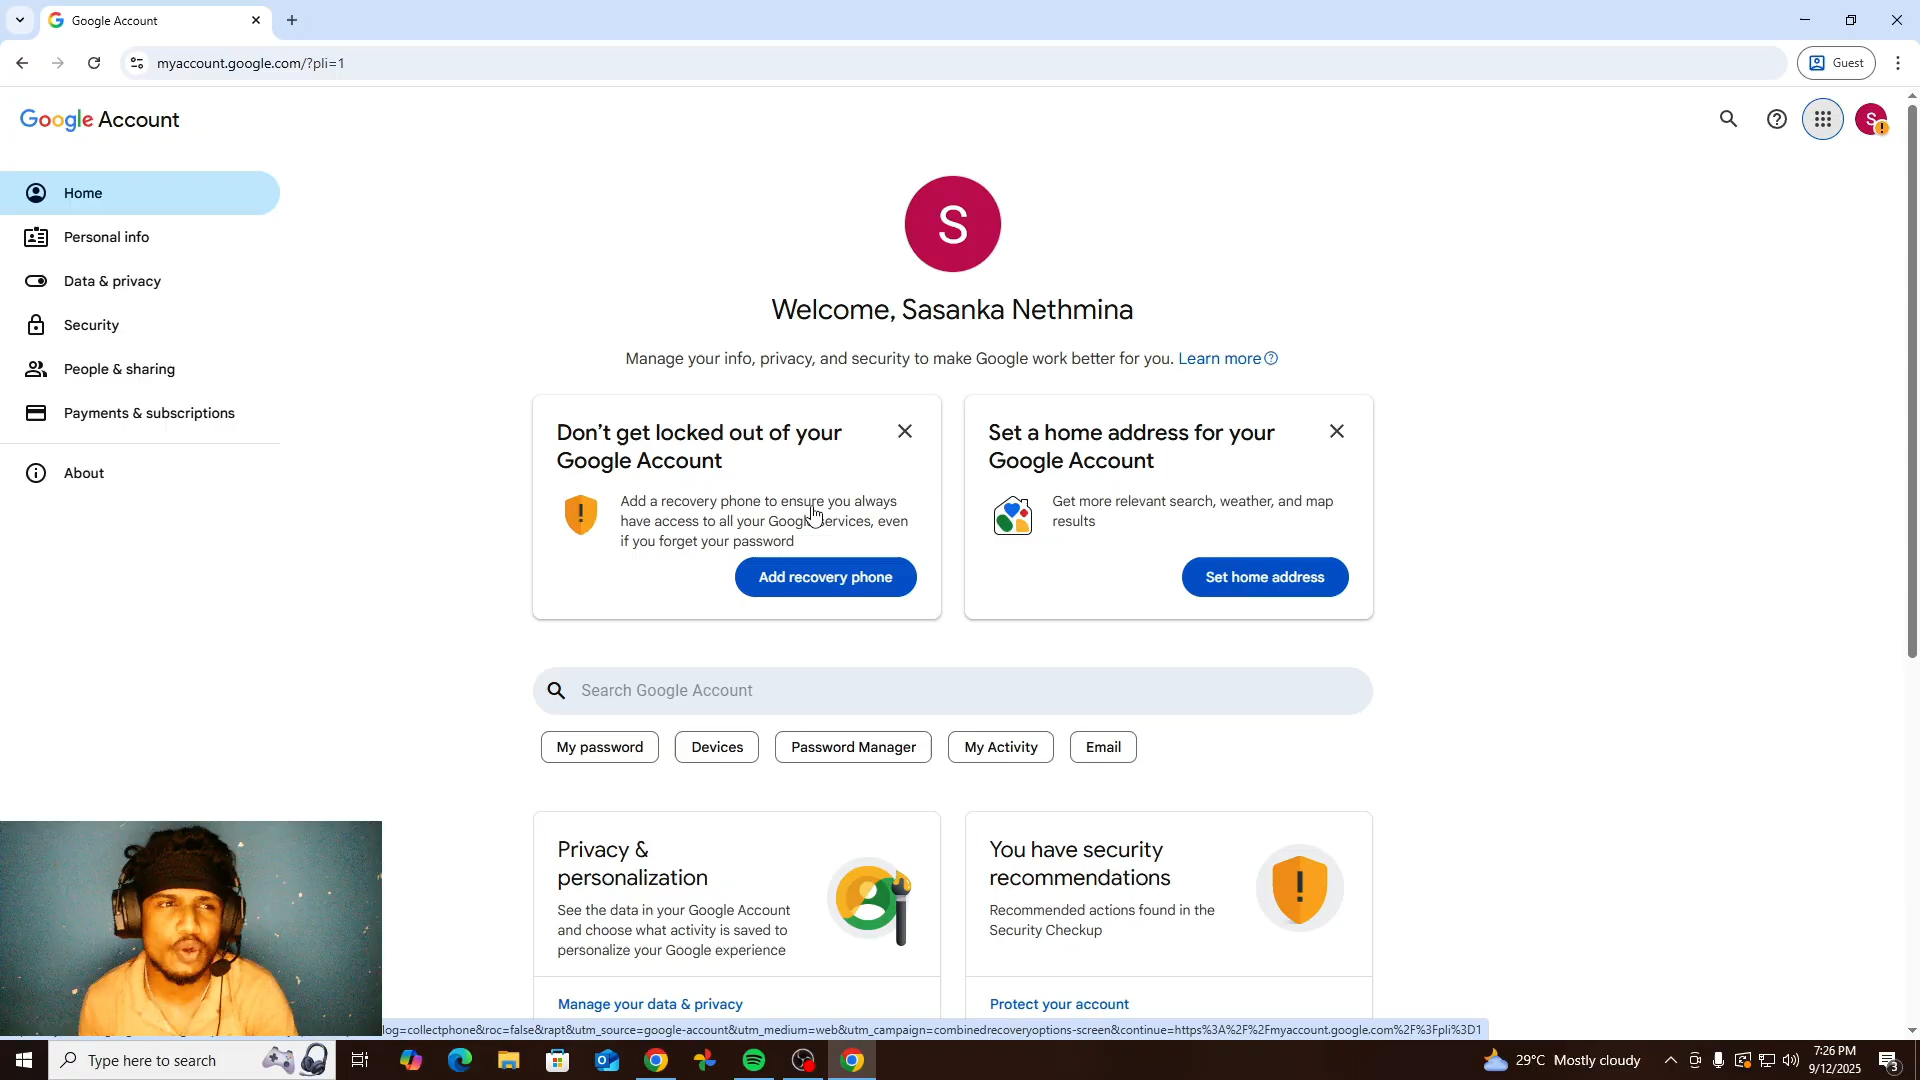 Google Account
myaccount.google.com/?pli=1
Guest
Google Account
S
Home
Personal info
Data & privacy
Security
People & sharing
Payments & subscriptions
About
S
Welcome, Sasanka Nethmina
Manage your info, privacy, and security to make Google work better for you. Learn more
Don't get locked out of your
Google Account
Add a recovery phone to ensure you always
have access to all your Google services, even
if you forget your password
Add recovery phone
Set a home address for your
Google Account
Get more relevant search, weather, and map
results
Set home address
Search Google Account
My password
Devices
Password Manager
My Activity
Email
Privacy &
personalization
See the data in your Google Account
and choose what activity is saved to
personalize your Google experience
Manage your data & privacy
You have security
recommendations
Recommended actions found in the
Security Checkup
Protect your account
log=collectphone&roc=false&rapt&utm_source=google-account&utm_medium=web&utm_campaign=combinedrecoveryoptions-screen&continue=https%3A%2F%2Fmyaccount.google.com%2F%3Fpli%3D1
Type here to search
29°C Mostly cloudy
7:26 PM
9/12/2025
3